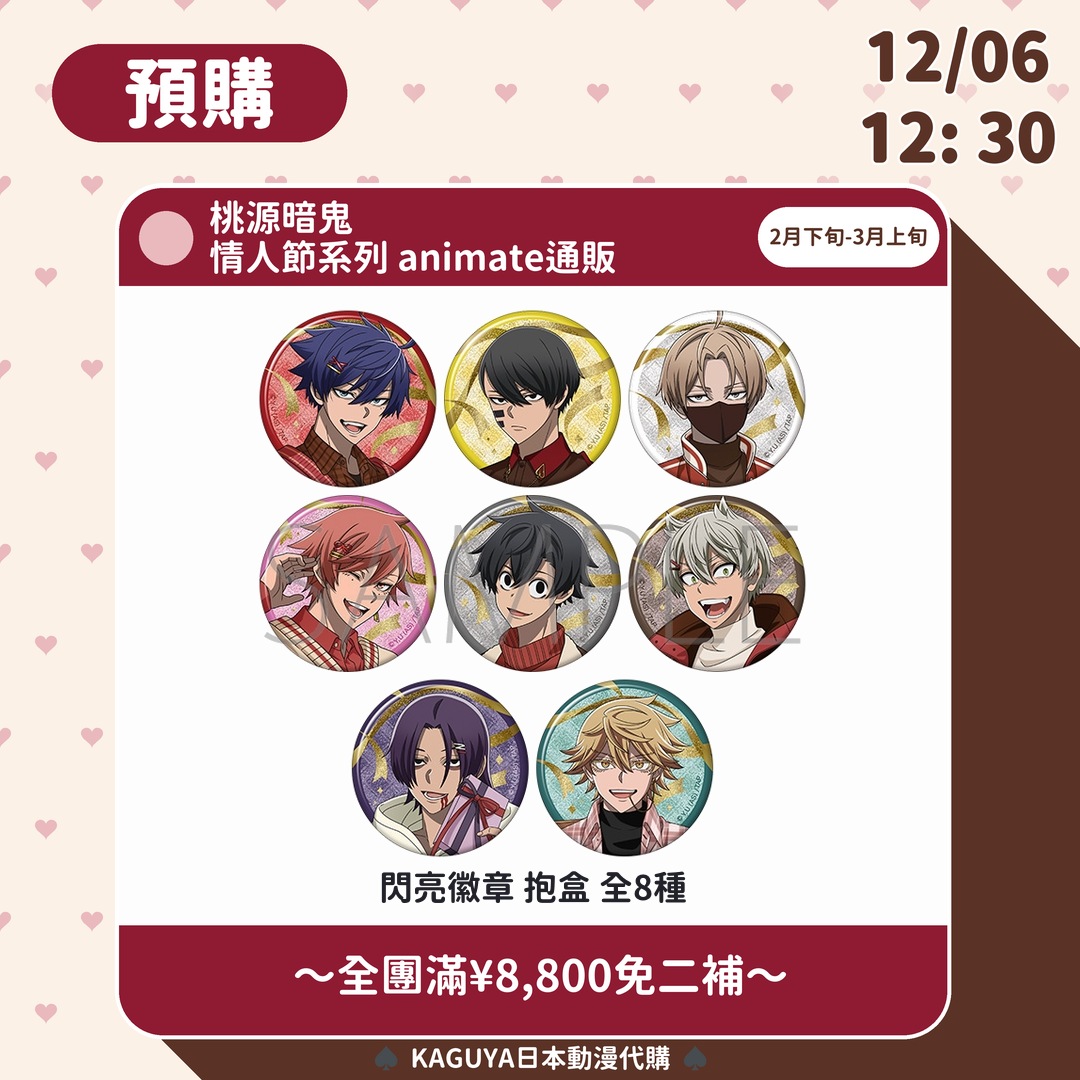 預購
12/06
12: 30
桃源暗鬼
情人節系列 animate通販
2月下旬-3月上旬
SAMPLE
閃亮徽章 抱盒 全8種
～全團滿¥8,800免二補～
♠ KAGUYA日本動漫代購 ♠